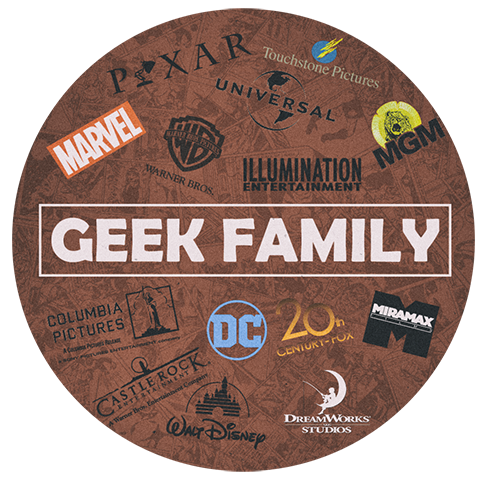 PIXAR
Touchstone Pictures
UNIVERSAL
MARVEL
WARNER BROS.
MGM
ILLUMINATION
ENTERTAINMENT
GEEK FAMILY
COLUMBIA
PICTURES
DC
20th
CENTURY-FOX
MIRAMAX
CASTLE ROCK
ENTERTAINMENT
WALT DISNEY
DREAMWORKS
STUDIOS